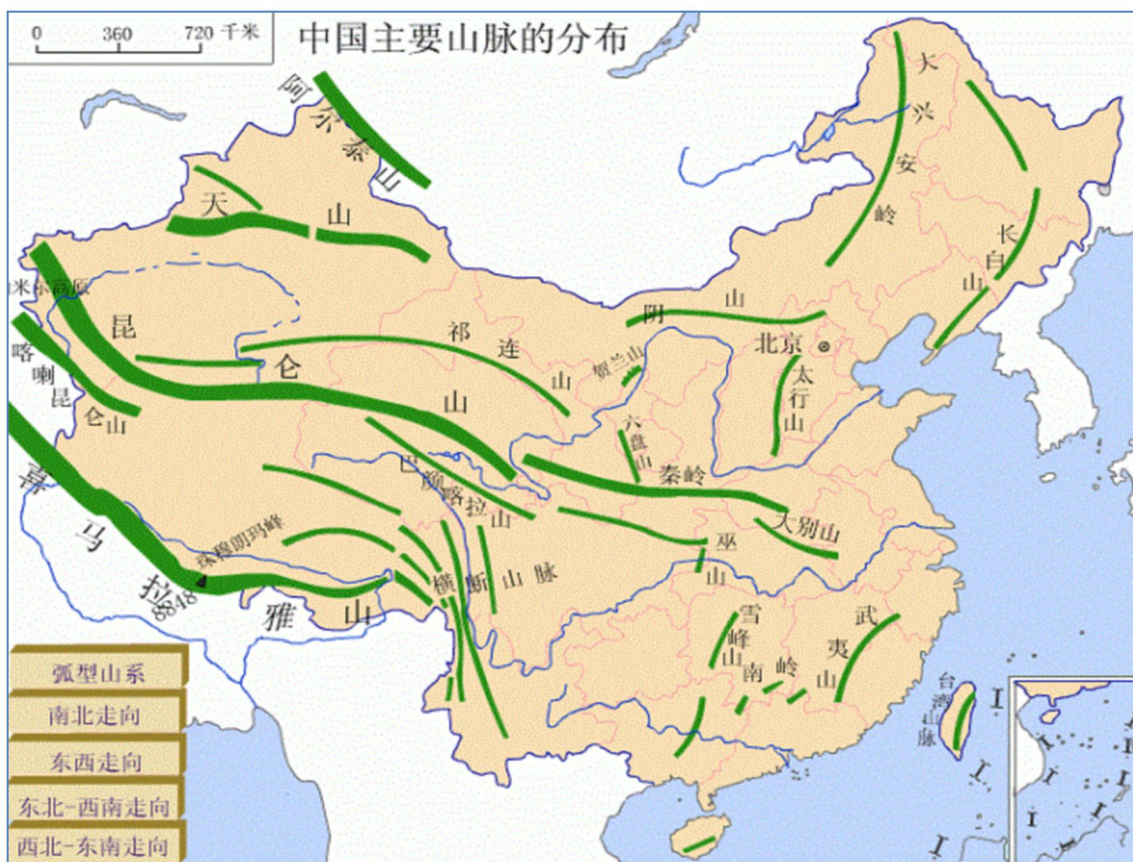 0 360 720 千米
中国主要山脉的分布
阿尔泰山
天山
大兴安岭
长白山
米尔高原
昆仑山
喀喇昆仑山
祁连山
阴山
贺兰山
北京
太行山
六盘山
秦岭
巴颜喀拉山
大别山
巫山
横断山脉
喜马拉雅山
珠穆朗玛峰
8848
雪峰山
武夷山
南岭
台湾山脉
弧型山系
南北走向
东西走向
东北-西南走向
西北-东南走向